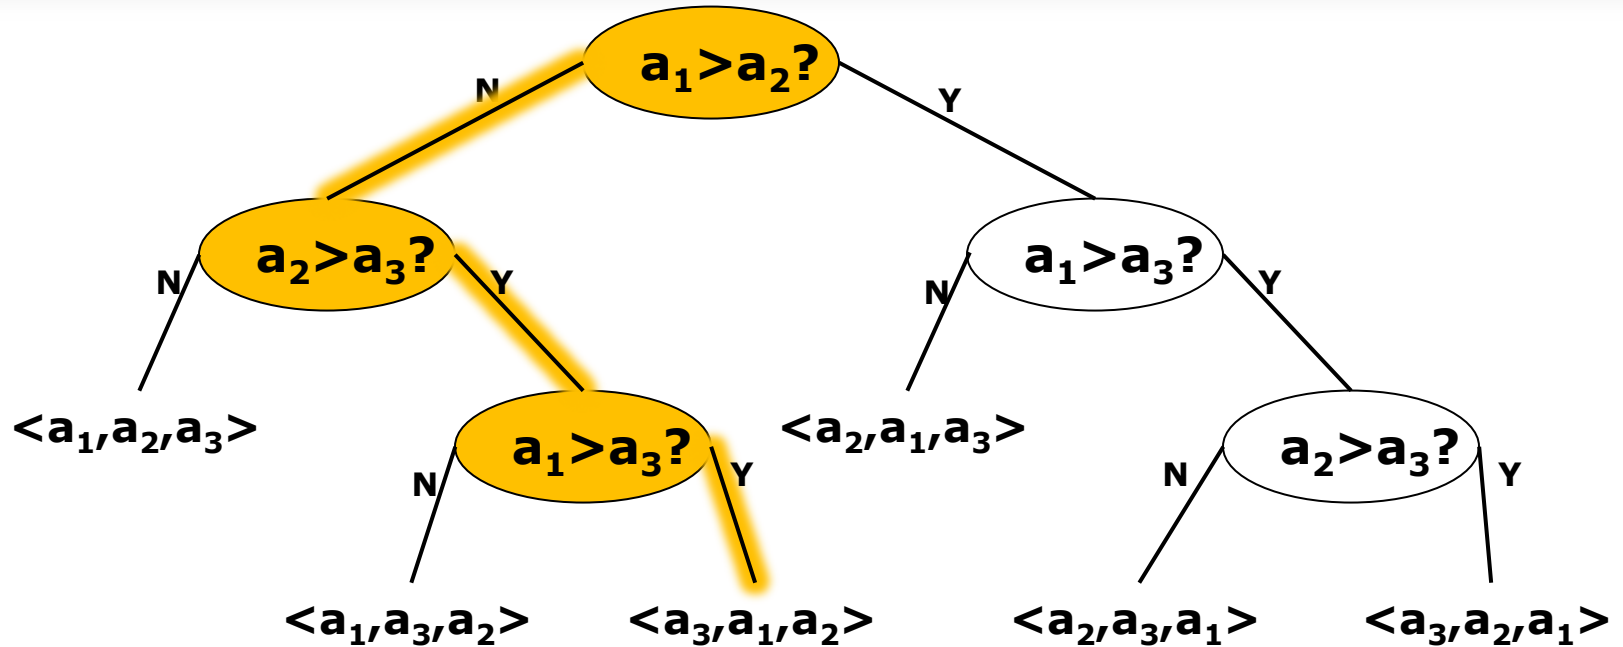 a₁>a₂?
N
Y
a₂>a₃?
a₁>a₃?
N
Y
N
Y
<a₁,a₂,a₃>
a₁>a₃?
<a₂,a₁,a₃>
a₂>a₃?
N
Y
N
Y
<a₁,a₃,a₂>
<a₃,a₁,a₂>
<a₂,a₃,a₁>
<a₃,a₂,a₁>